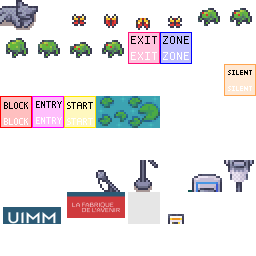 EXIT ZONE
EXIT ZONE
SILENT
SILENT
BLOCK ENTRY START
BLOCK ENTRY START
LA FABRIQUE
DE L'AVENIR
UIMM